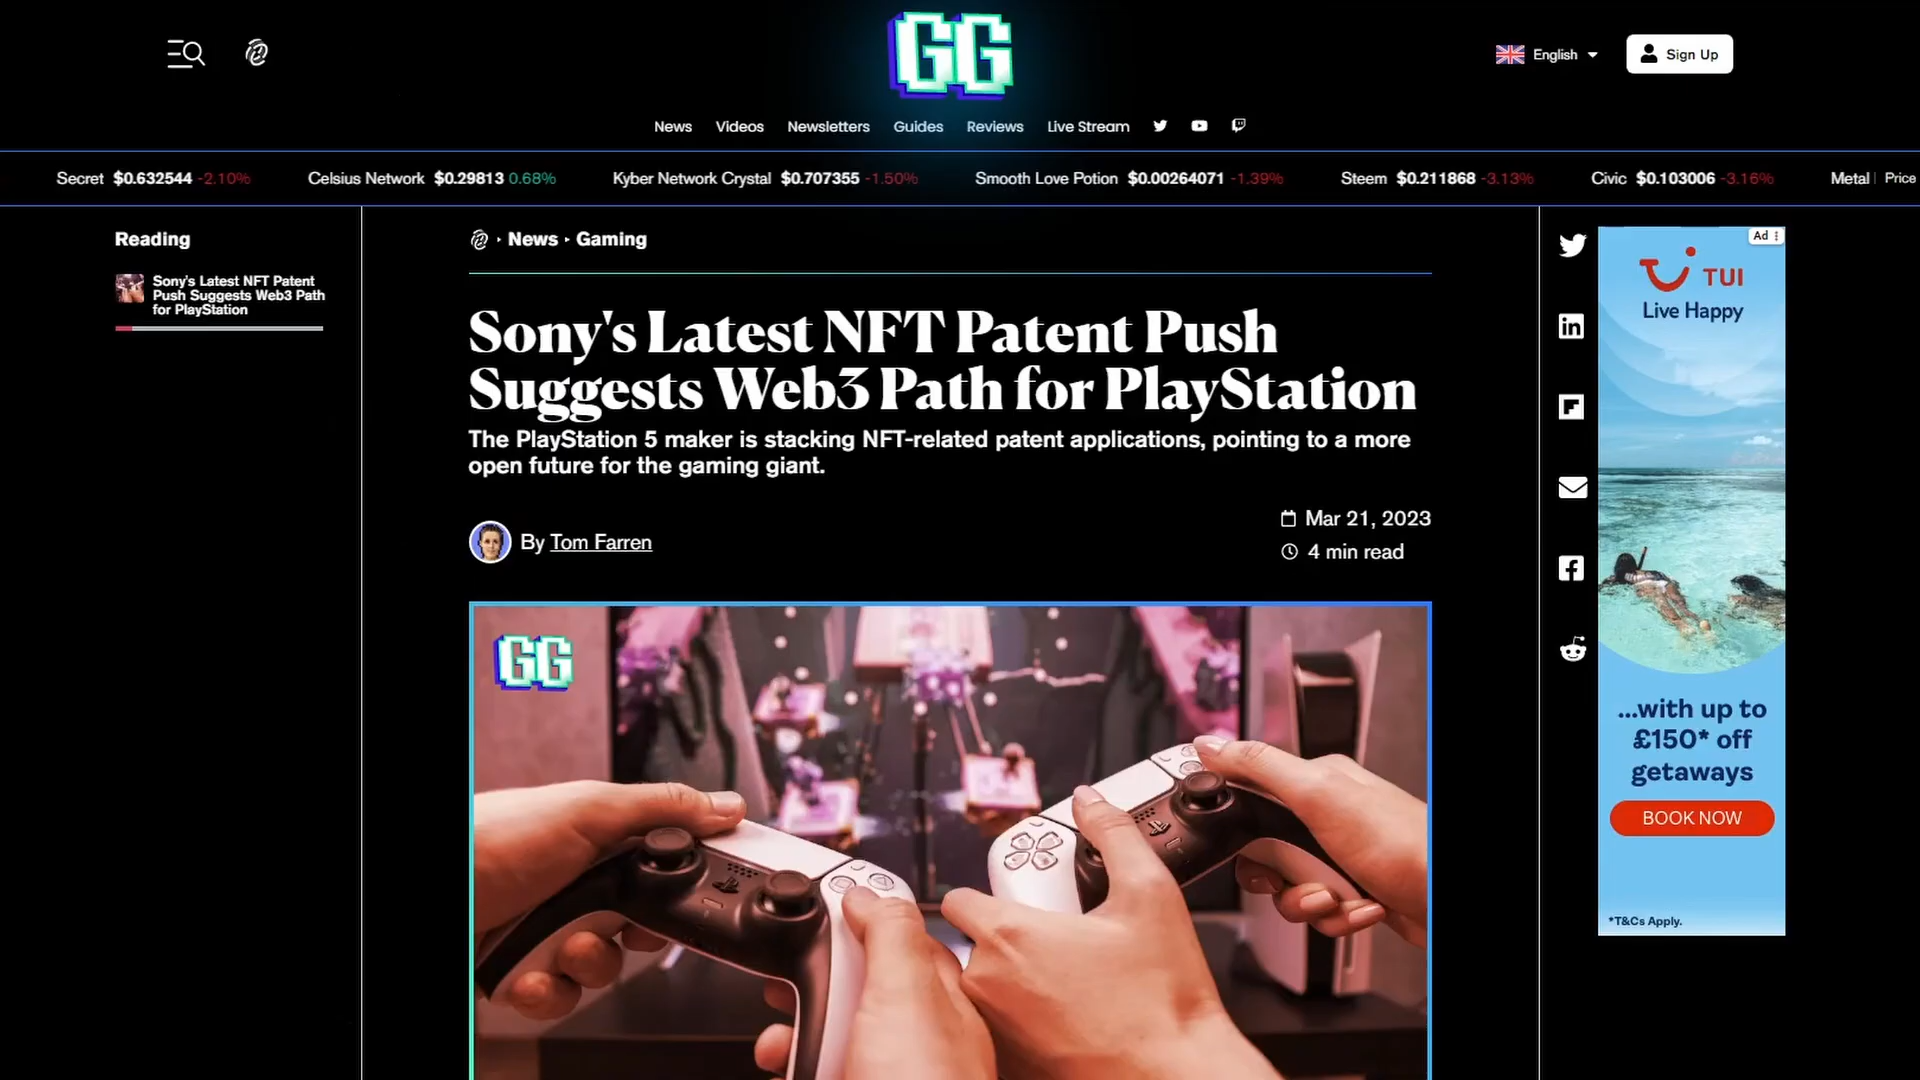 GG
English
Sign Up
News Videos Newsletters Guides Reviews Live Stream
Secret $0.632544 -2.10% Celsius Network $0.29813 0.68% Kyber Network Crystal $0.707355 -1.50% Smooth Love Potion $0.00264071 -1.39% Steem $0.211868 -3.13% Civic $0.103006 -3.16% Metal Price
Reading
Sony's Latest NFT Patent
Push Suggests Web3 Path
for PlayStation
News Gaming
Sony's Latest NFT Patent Push
Suggests Web3 Path for PlayStation
The PlayStation 5 maker is stacking NFT-related patent applications, pointing to a more
open future for the gaming giant.
By Tom Farren
Mar 21, 2023
4 min read
GG
Ad
TUI
Live Happy
...with up to
£150* off
getaways
BOOK NOW
*T&Cs Apply.